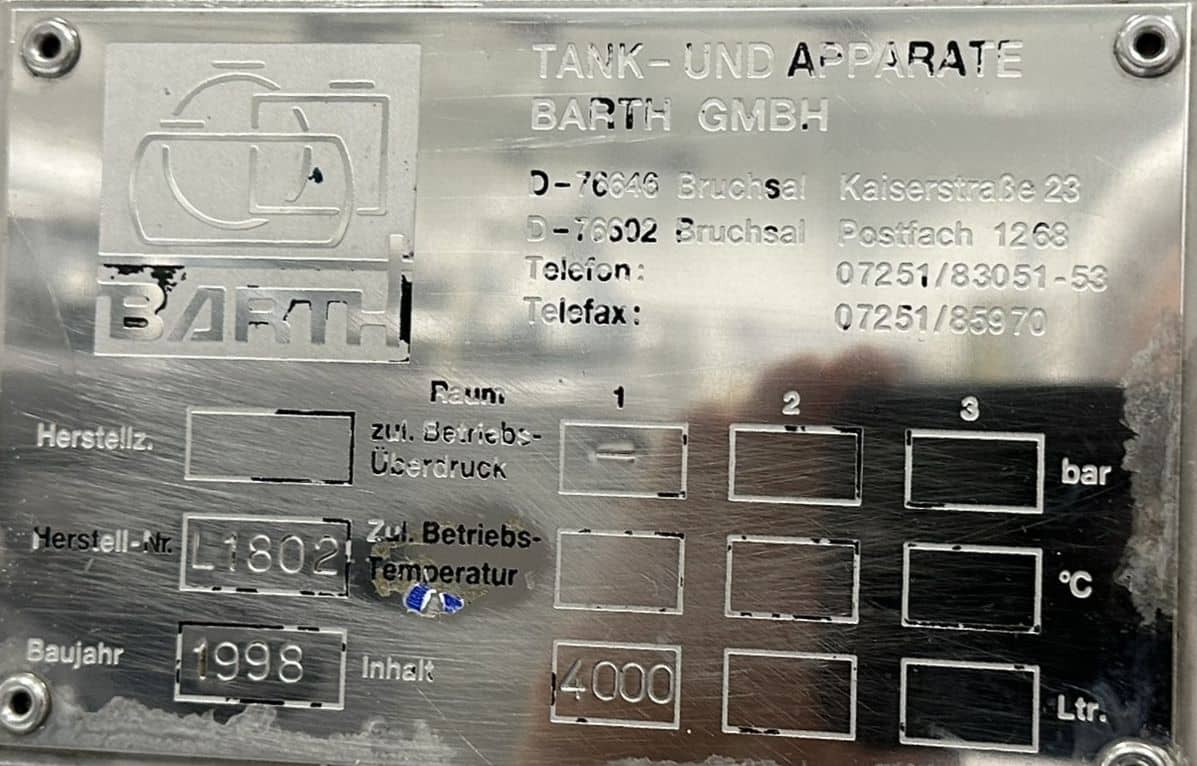 TANK-UND APPARATE
BARTH GMBH
D-76646 Bruchsal Kaiserstraße 23
D-76602 Bruchsal Postfach 1268
Telefon: 07251/83051-53
Telefax: 07251/85970
BARTH
Raum 1 2 3
Herstellz. zul. Betriebs-
Überdruck - bar
Herstell-Nr. L1802 Zul. Betriebs-
Temperatur °C
Baujahr 1998 Inhalt 4000 Ltr.